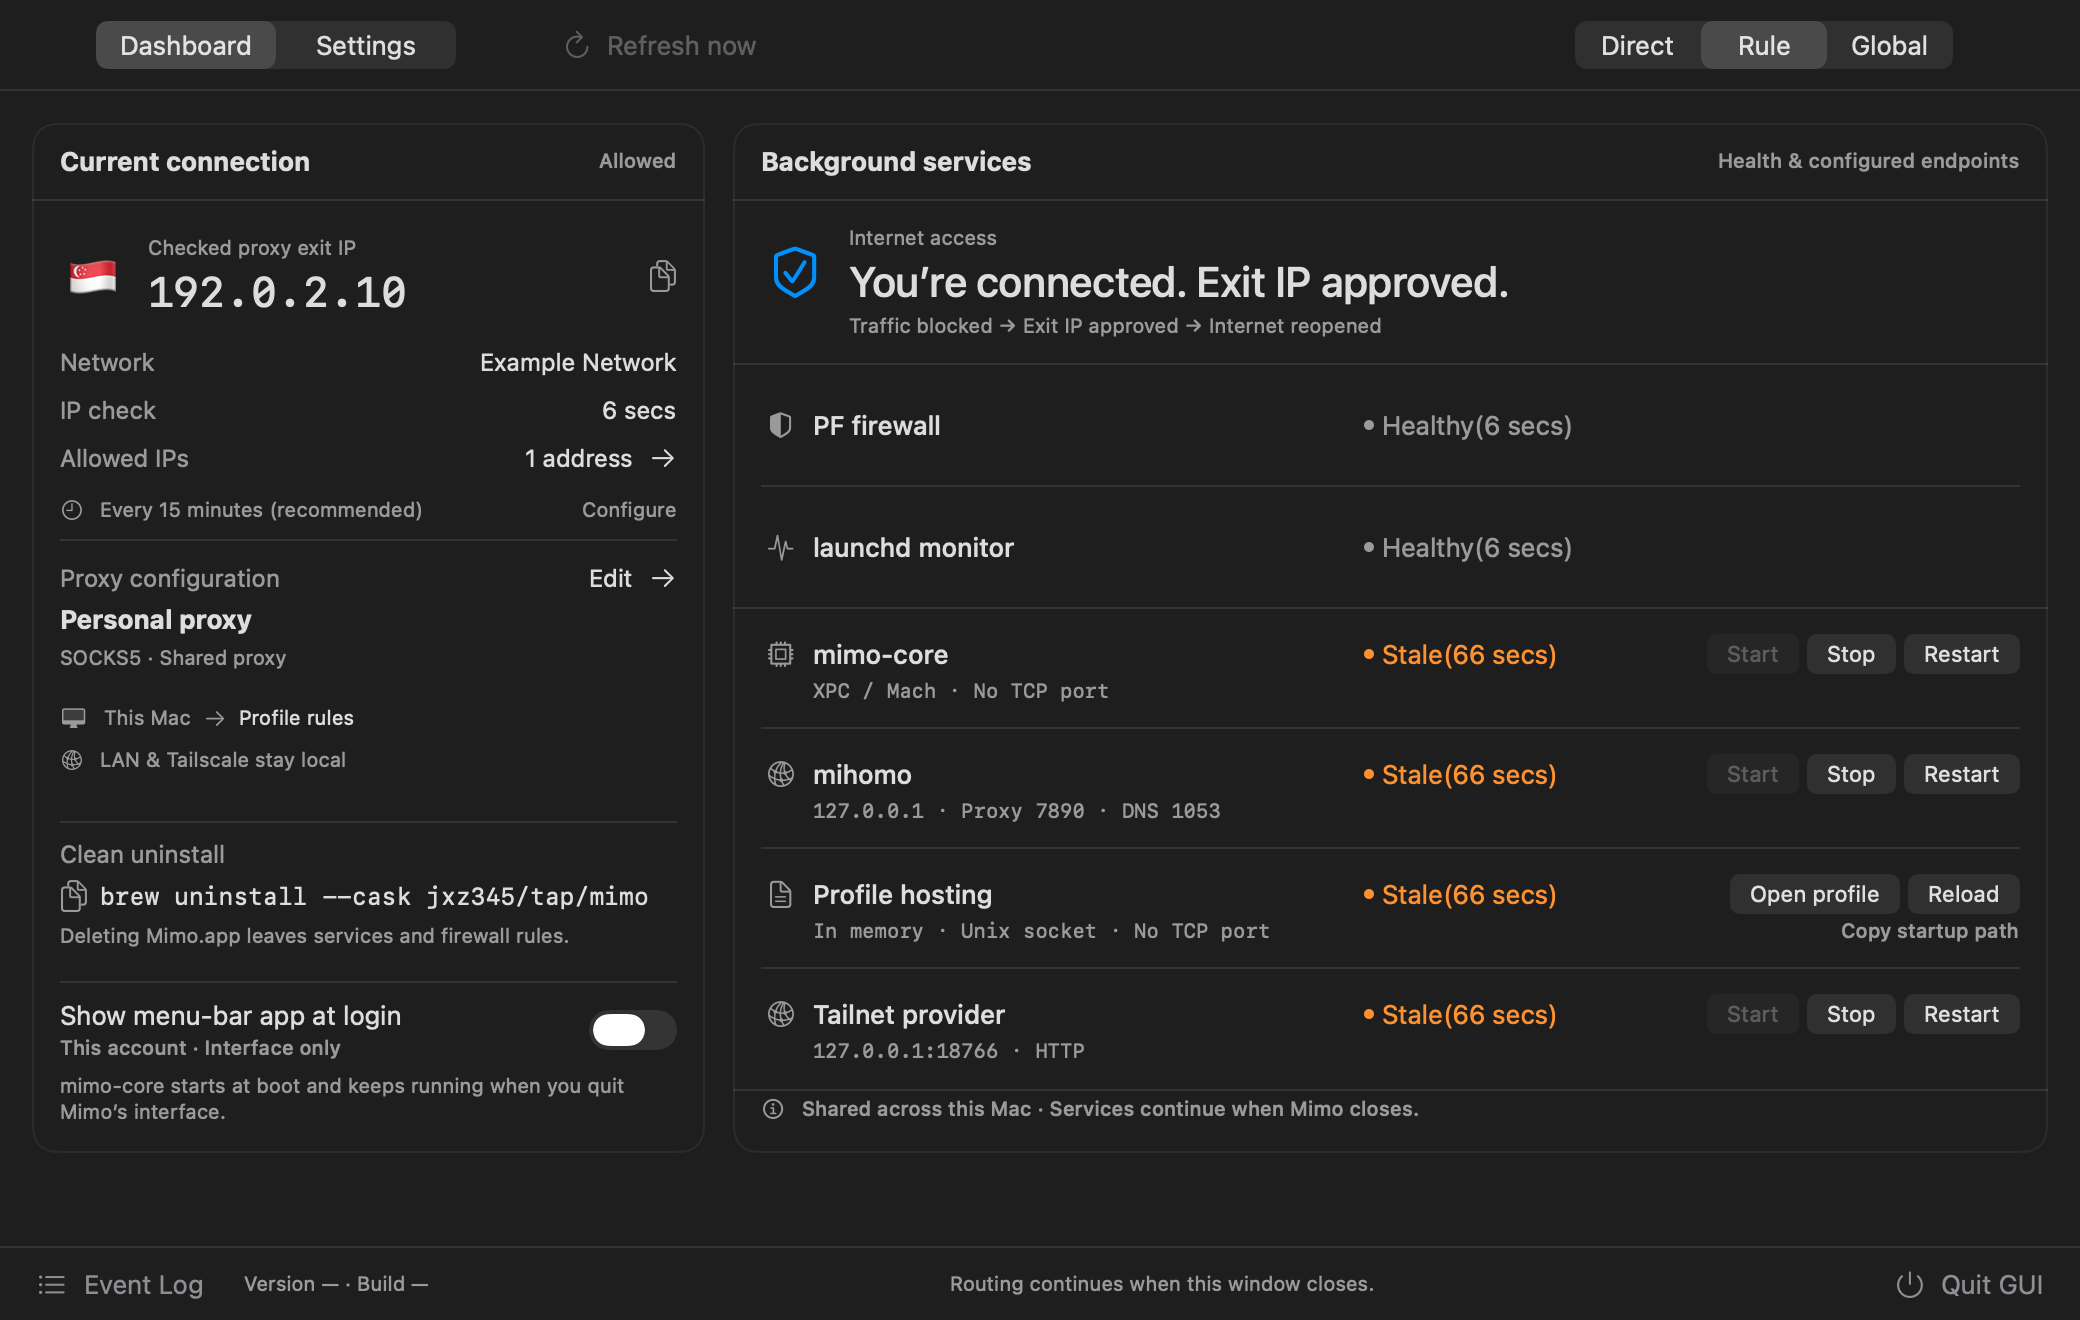 Dashboard Settings Refresh now Direct Rule Global
Current connection Allowed
Checked proxy exit IP
192.0.2.10
Network Example Network
IP check 6 secs
Allowed IPs 1 address →
Every 15 minutes (recommended) Configure
Proxy configuration Edit →
Personal proxy
SOCKS5 · Shared proxy
This Mac → Profile rules
LAN & Tailscale stay local
Clean uninstall
brew uninstall --cask jxz345/tap/mimo
Deleting Mimo.app leaves services and firewall rules.
Show menu-bar app at login
This account · Interface only
mimo-core starts at boot and keeps running when you quit
Mimo's interface.
Background services Health & configured endpoints
Internet access
You're connected. Exit IP approved.
Traffic blocked → Exit IP approved → Internet reopened
PF firewall • Healthy(6 secs)
launchd monitor • Healthy(6 secs)
mimo-core • Stale(66 secs) Start Stop Restart
XPC / Mach · No TCP port
mihomo • Stale(66 secs) Start Stop Restart
127.0.0.1 · Proxy 7890 · DNS 1053
Profile hosting • Stale(66 secs) Open profile Reload
In memory · Unix socket · No TCP port Copy startup path
Tailnet provider • Stale(66 secs) Start Stop Restart
127.0.0.1:18766 · HTTP
Shared across this Mac · Services continue when Mimo closes.
Event Log Version — · Build — Routing continues when this window closes. Quit GUI